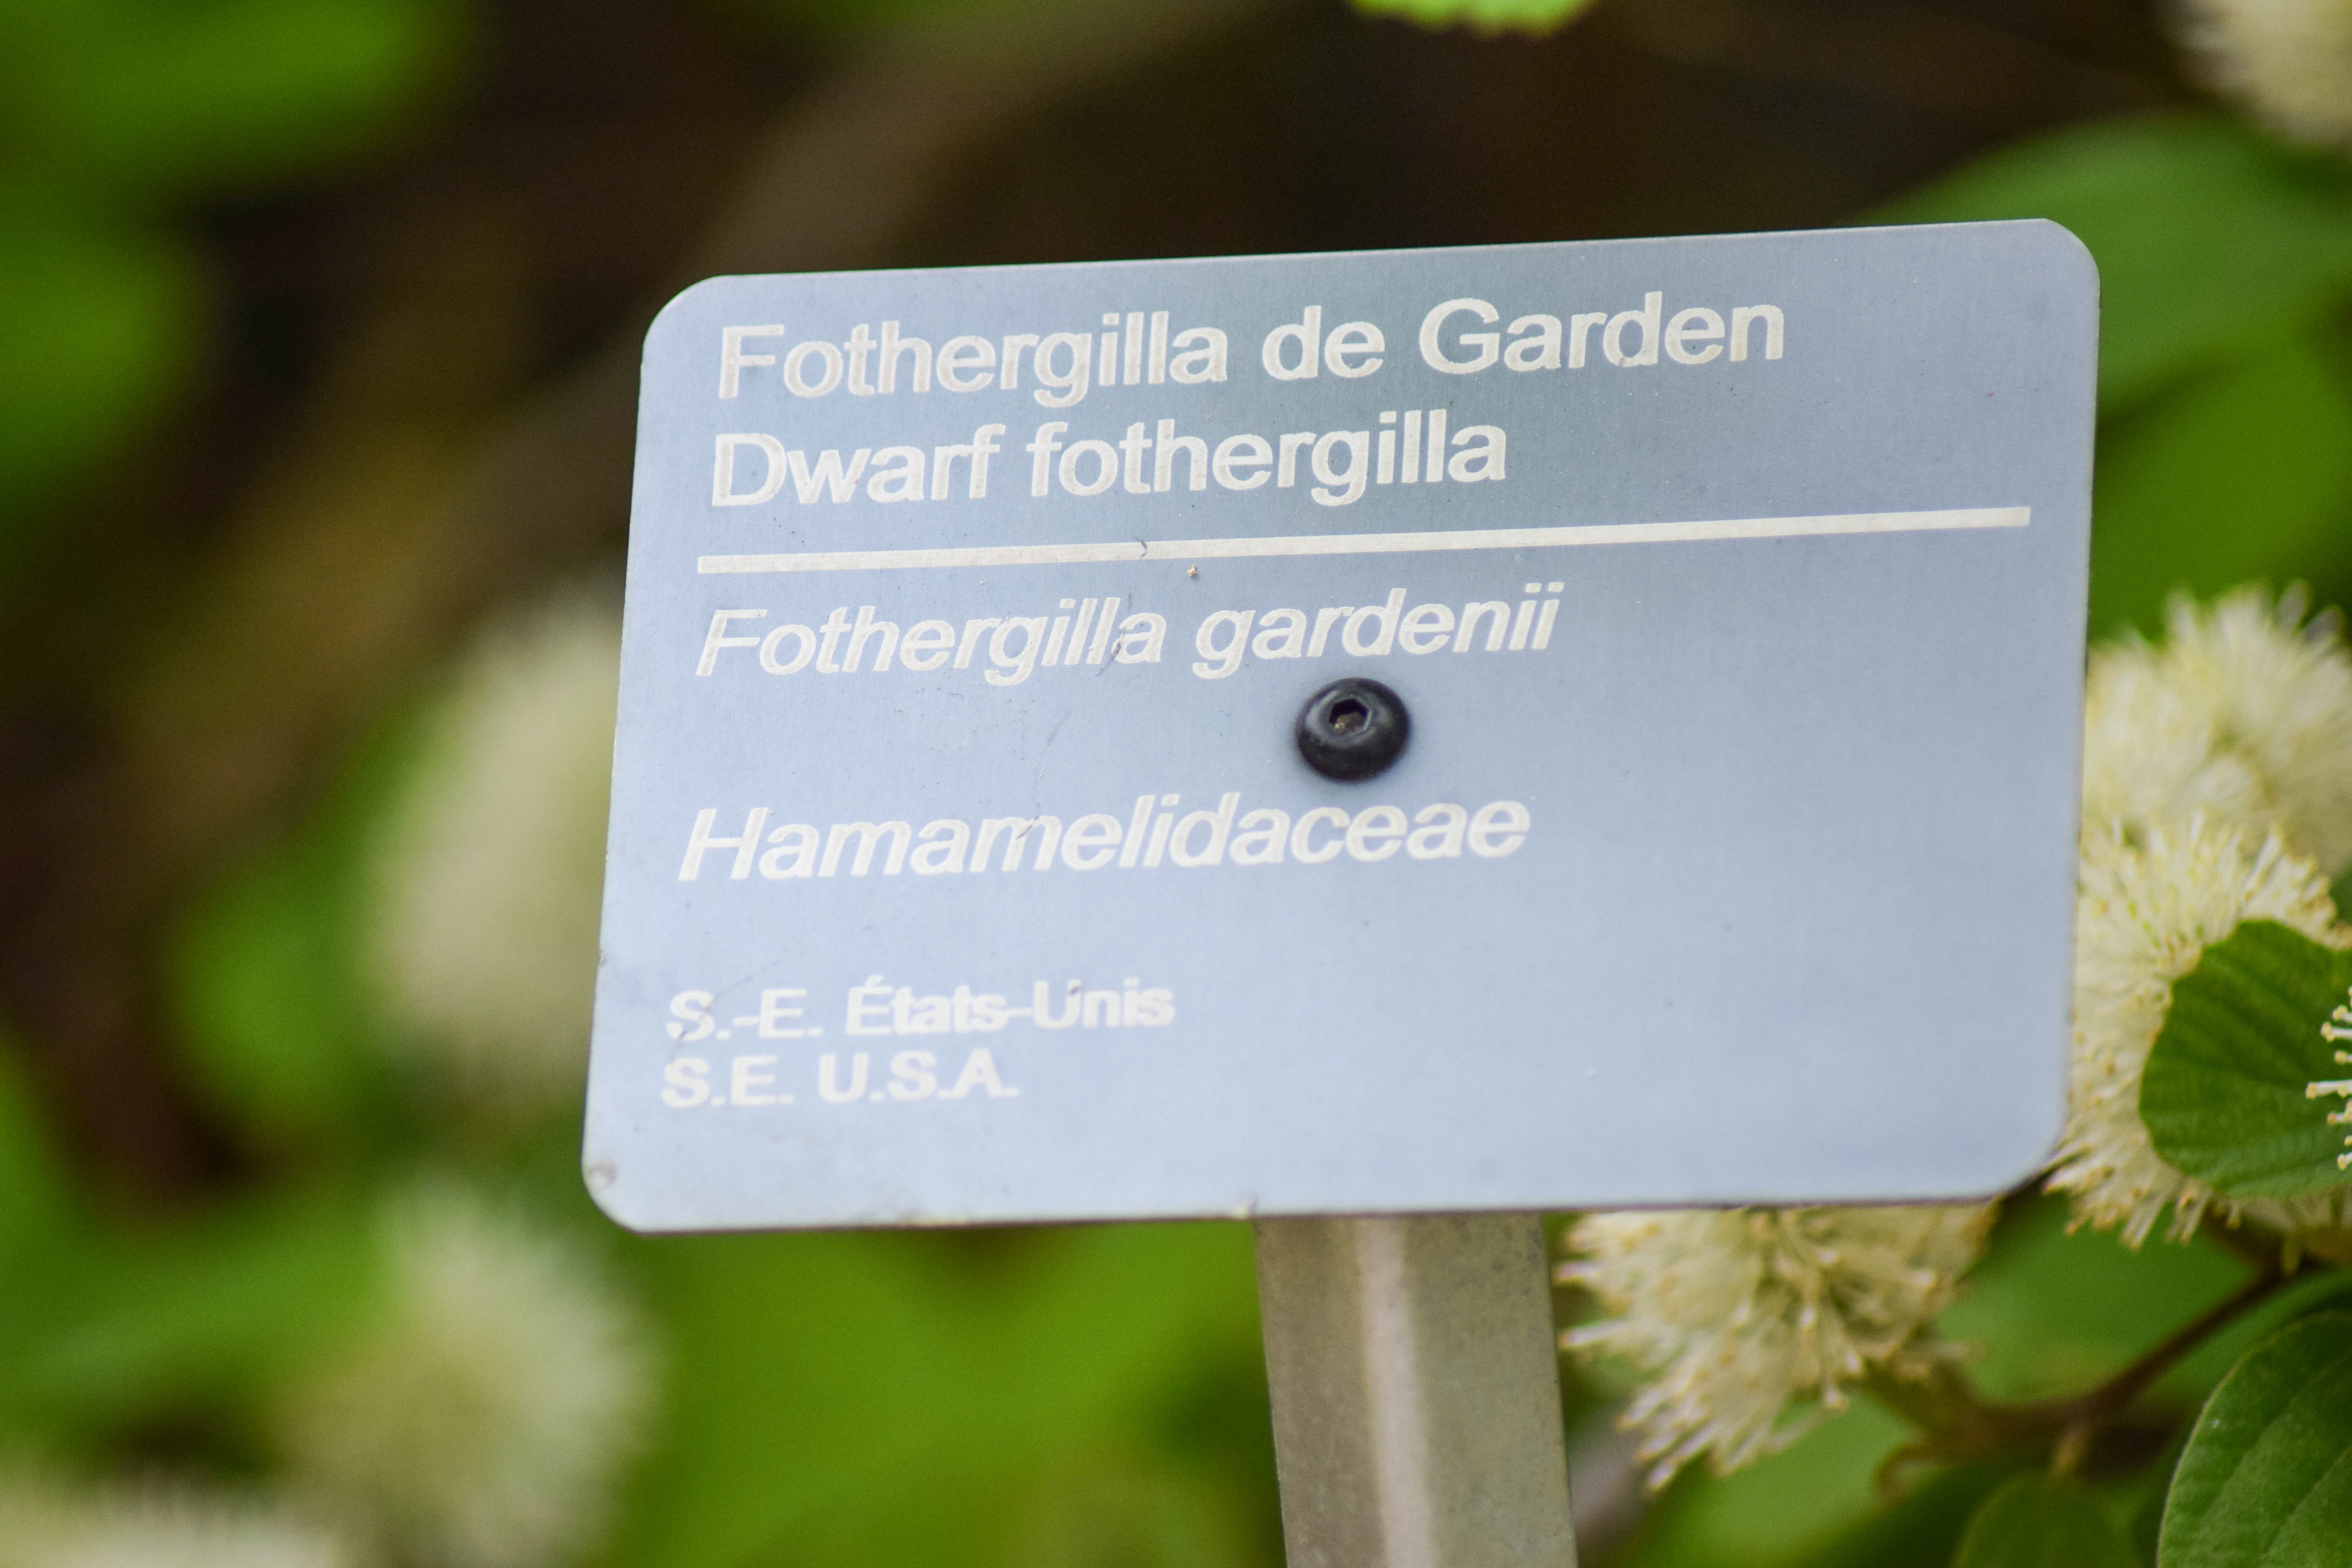 Fothergilla de Garden
Dwarf fothergilla
Fothergilla gardenii
Hamamelidaceae
S.-E. États-Unis
S.E. U.S.A.